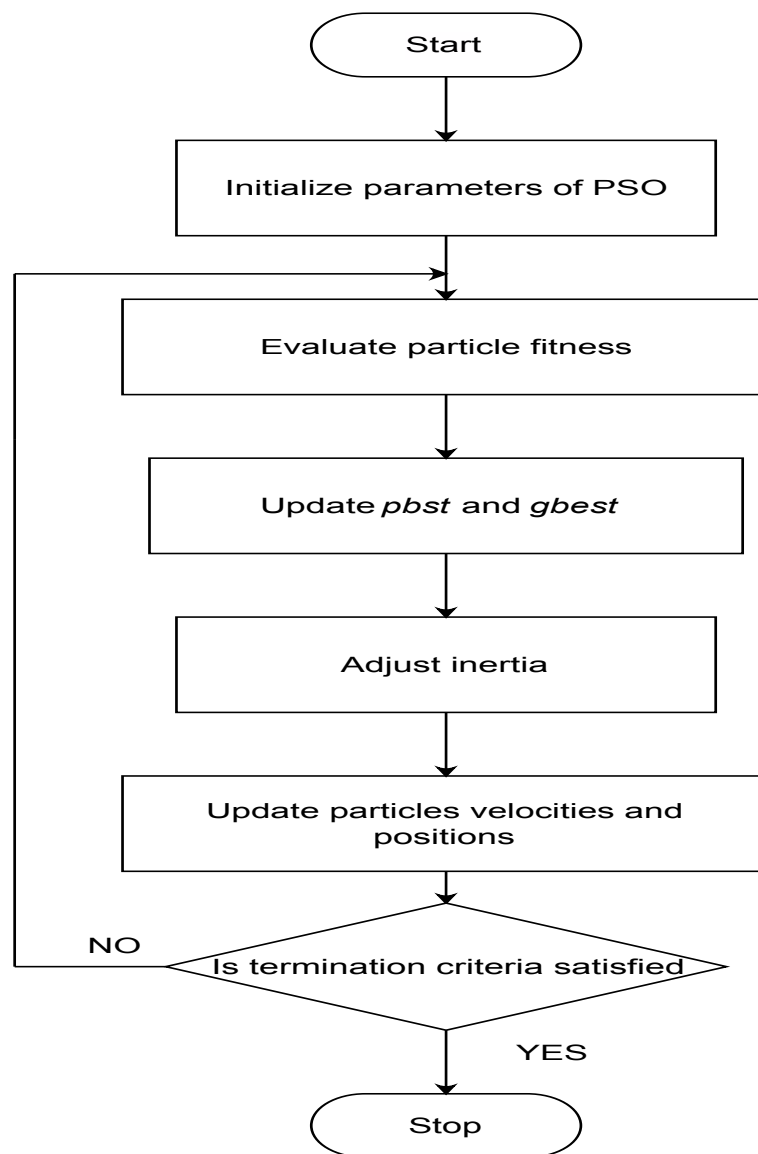 Start
Initialize parameters of PSO
Evaluate particle fitness
Update pbst and gbest
Adjust inertia
Update particles velocities and
positions
NO
Is termination criteria satisfied
YES
Stop